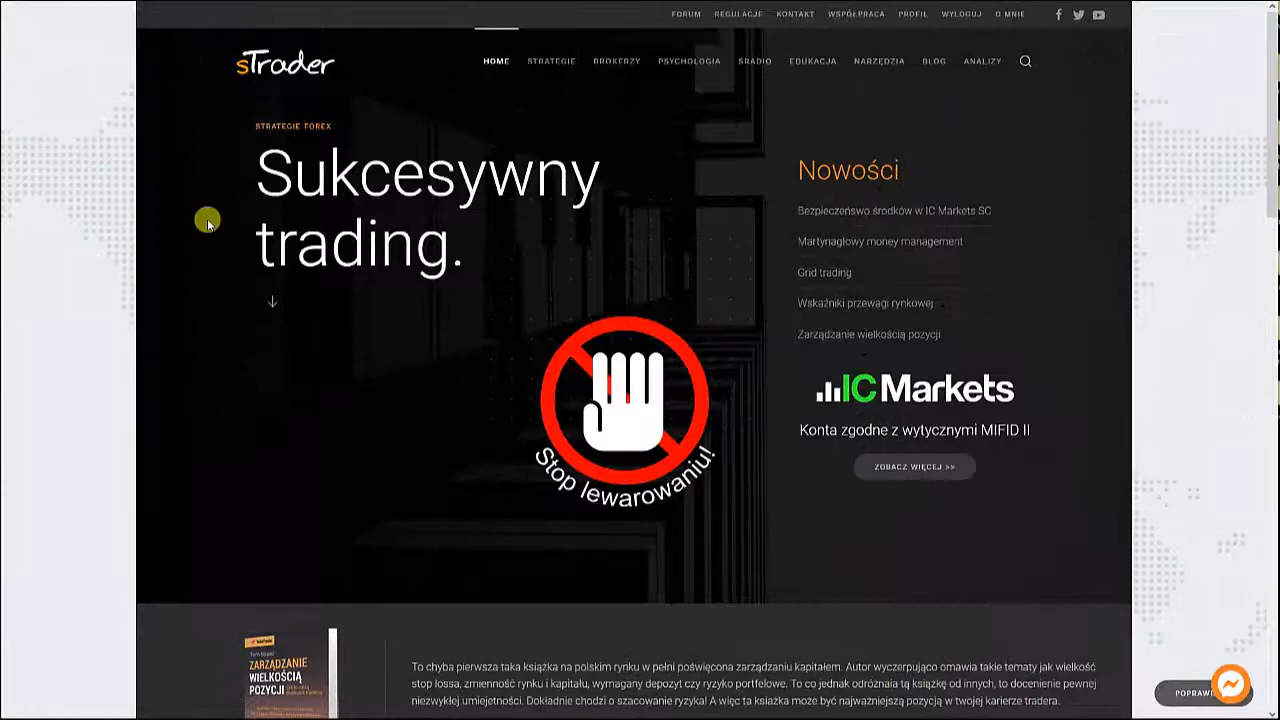 FORUM REGULACJE KONTAKT WSPÓŁPRACA PROFIL WYLOGUJ O MNIE
sTrader
HOME STRATEGIE BROKERZY PSYCHOLOGIA SRADIO EDUKACJA NARZĘDZIA BLOG ANALIZY
STRATEGIE FOREX
Sukcesywny
trading.
Nowości
Bezpieczeńswo środków w IC Markets SC
Martynagłowy money management
Grid trading
Wskaźniki przewagi rynkowej
Zarządzanie wielkością pozycji
IC Markets
Konta zgodne z wytycznymi MIFID II
ZOBACZ WIĘCEJ >>
Stop lewarowaniu!
ZARZĄDZANIE
WIELKOŚCIĄ
POZYCJI
To chyba pierwsza taka książka na polskim rynku w pełni poświęcona zarządzaniu kapitałem. Autor wyczerpująco omawia takie tematy jak wielkość
stop lossa, zmienność rynku i kapitału, wymagany depozyt czy ryzyko portfelowe. To co jednak odróżnia tą książkę od innych, to docenienie pewnej
niezwykłej umiejętności. Dokładnie chodzi o szacowanie ryzyka! A więc ta książka może być najważniejszą pozycją w twojej karierze tradera.